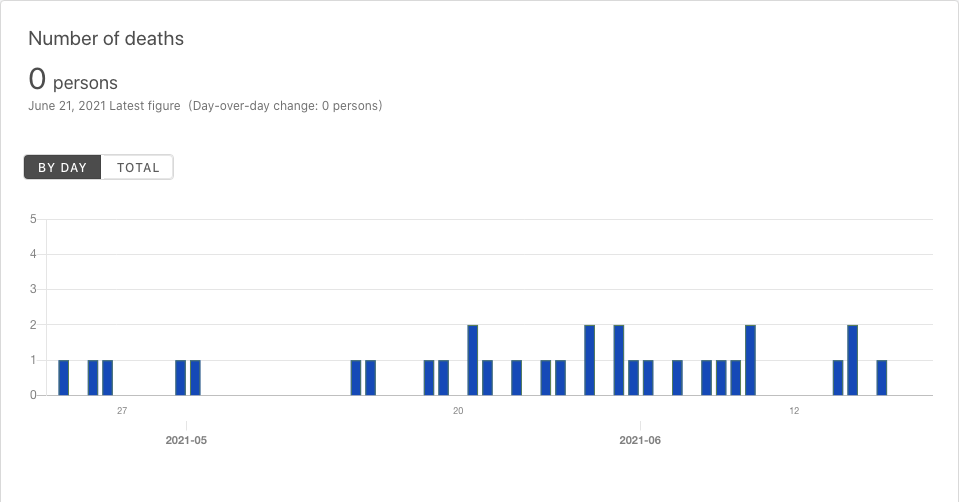 Number of deaths
0 persons
June 21, 2021 Latest figure (Day-over-day change: 0 persons)
BY DAY TOTAL
5
4
3
2
1
0
27 20 12
2021-05 2021-06